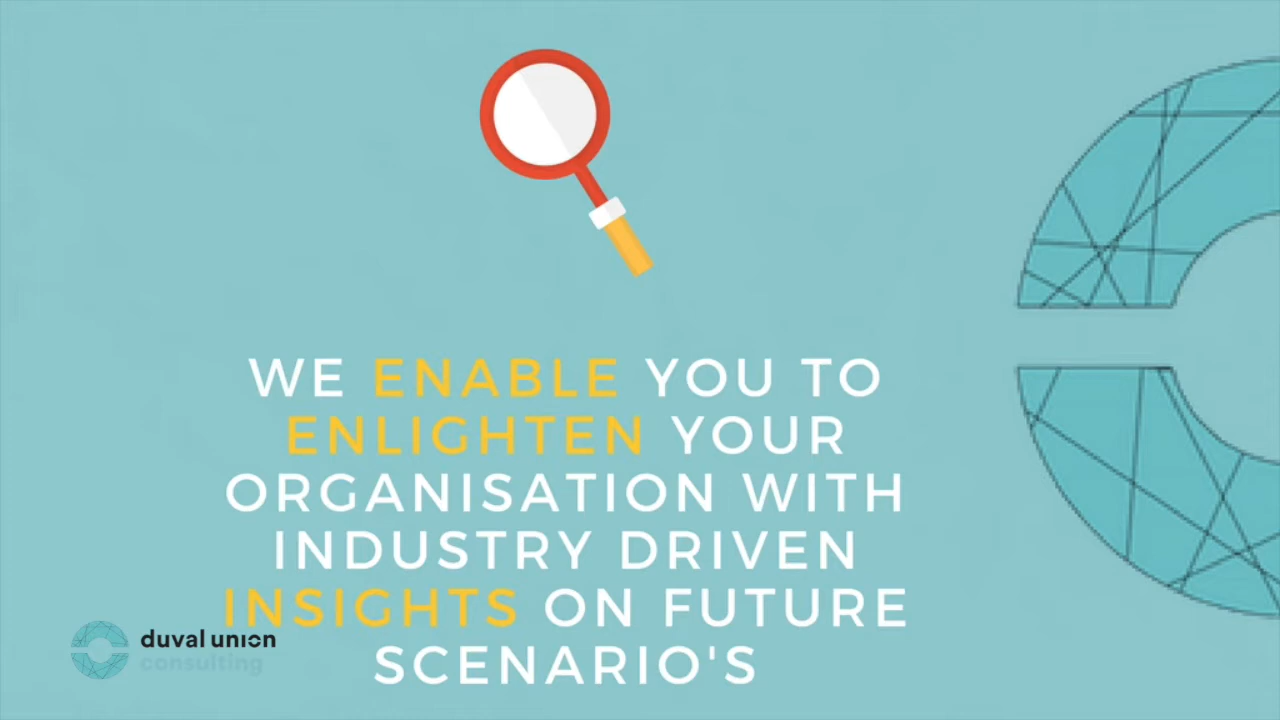 WE ENABLE YOU TO
ENLIGHTEN YOUR
ORGANISATION WITH
INDUSTRY DRIVEN
INSIGHTS ON FUTURE
SCENARIO'S
duval union
consulting